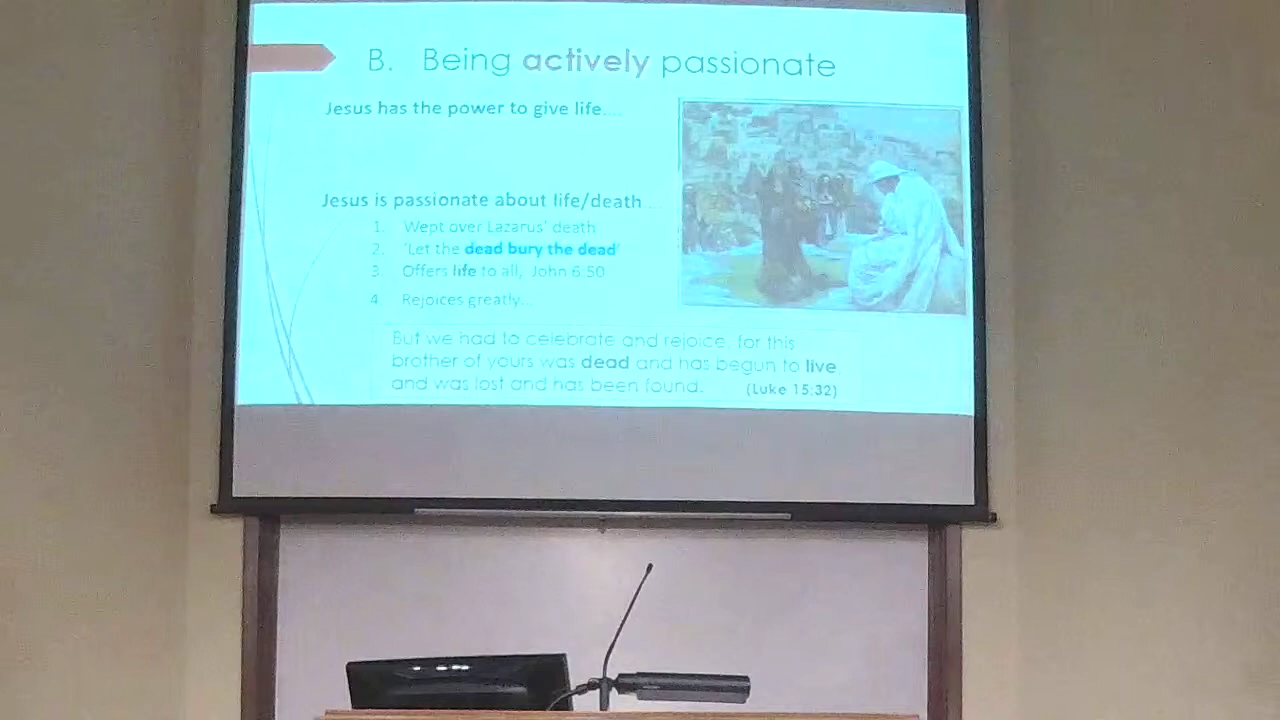 B. Being actively passionate
Jesus has the power to give life....
Jesus is passionate about life/death....
1. Wept over Lazarus' death
2. 'Let the dead bury the dead'
3. Offers life to all, John 6:50
4. Rejoices greatly...
But we had to celebrate and rejoice, for this
brother of yours was dead and has begun to live
and was lost and has been found. (Luke 15:32)